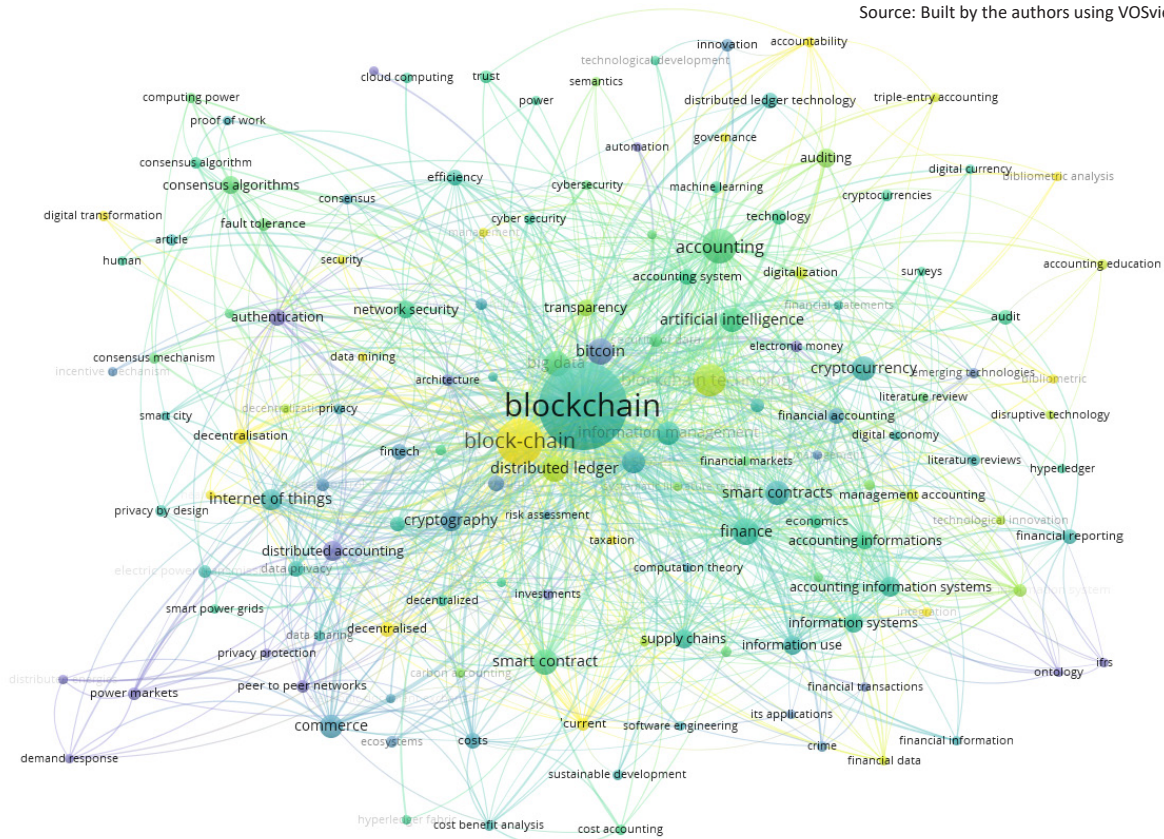 Source: Built by the authors using VOSvie
innovation
accountability
technological development
cloud computing
trust
semantics
computing power
power
distributed ledger technology
triple-entry accounting
proof of work
governance
automation
auditing
consensus algorithm
efficiency
digital currency
bibliometric analysis
consensus algorithms
cybersecurity
machine learning
cryptocurrencies
consensus
digital transformation
fault tolerance
cyber security
technology
management
article
accounting
human
security
accounting system
digitalization
surveys
accounting education
authentication
network security
transparency
financial statements
artificial intelligence
audit
bitcoin
electronic money
consensus mechanism
data mining
big data
cryptocurrency
incentive mechanism
architecture
emerging technologies
bibliometric
blockchain
literature review
smart city
decentralization
privacy
financial accounting
disruptive technology
decentralisation
block-chain
information management
digital economy
fintech
distributed ledger
financial markets
literature reviews
hyperledger
internet of things
smart contracts
management accounting
privacy by design
cryptography
risk assessment
economics
technological innovation
finance
financial reporting
taxation
accounting informations
distributed accounting
data privacy
computation theory
smart power grids
decentralized
investments
accounting information systems
integration
data sharing
decentralised
information systems
privacy protection
supply chains
information use
smart contract
ifrs
carbon accounting
ontology
power markets
peer to peer networks
financial transactions
commerce
'current
software engineering
its applications
ecosystems
costs
crime
financial information
demand response
financial data
sustainable development
hyperledger fabric
cost benefit analysis
cost accounting